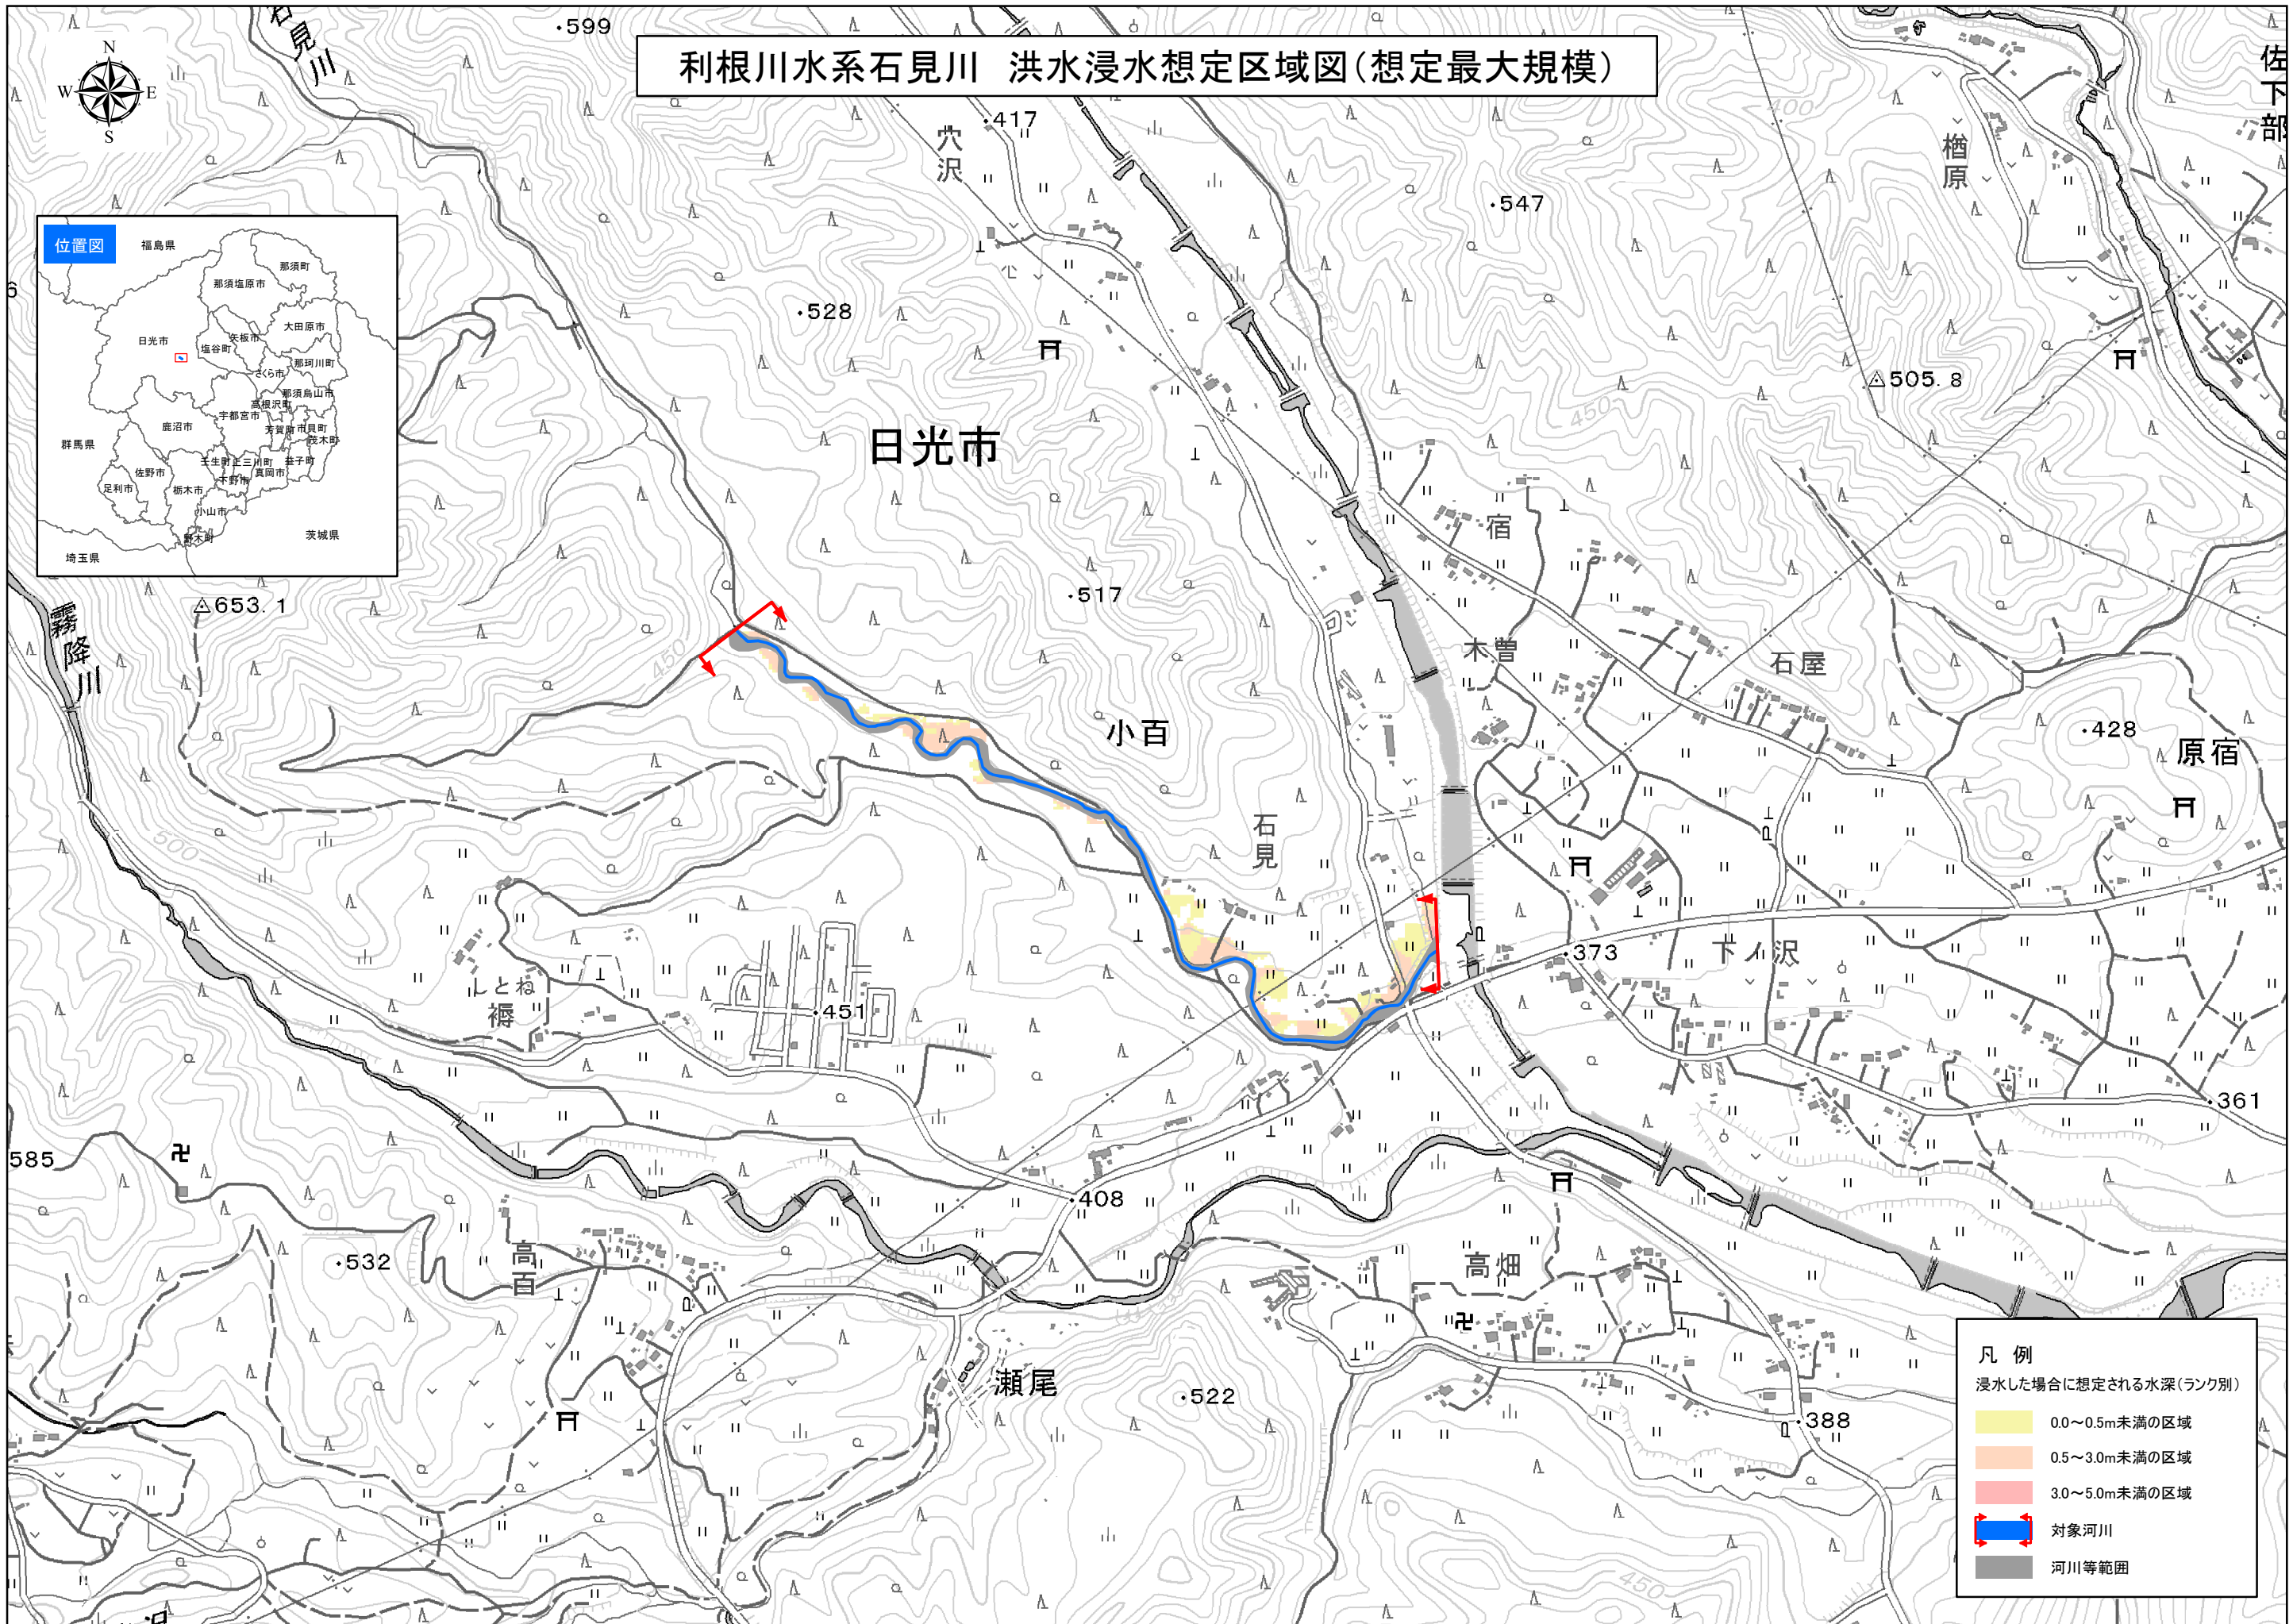 利根川水系石見川　洪水浸水想定区域図(想定最大規模)
石見川
599
N
W
E
S
417
穴沢
547
楢原
400
佐下部
位置図
福島県
那須町
那須塩原市
大田原市
日光市
矢板市
塩谷町
那珂川町
さくら市
那須烏山市
高根沢町
宇都宮市
鹿沼市
芳賀町
市貝町
茂木町
群馬県
壬生町
上三川町
益子町
佐野市
真岡市
足利市
栃木市
下野市
小山市
野木町
茨城県
埼玉県
528
505.8
450
日光市
宿
653.1
517
霧降川
450
木曽
石屋
小百
428
原宿
500
石見
373
下ノ沢
しとね
褥
451
361
585
408
532
高百
高畑
瀬尾
522
388
450
沢
凡 例
浸水した場合に想定される水深(ランク別)
0.0～0.5m未満の区域
0.5～3.0m未満の区域
3.0～5.0m未満の区域
対象河川
河川等範囲